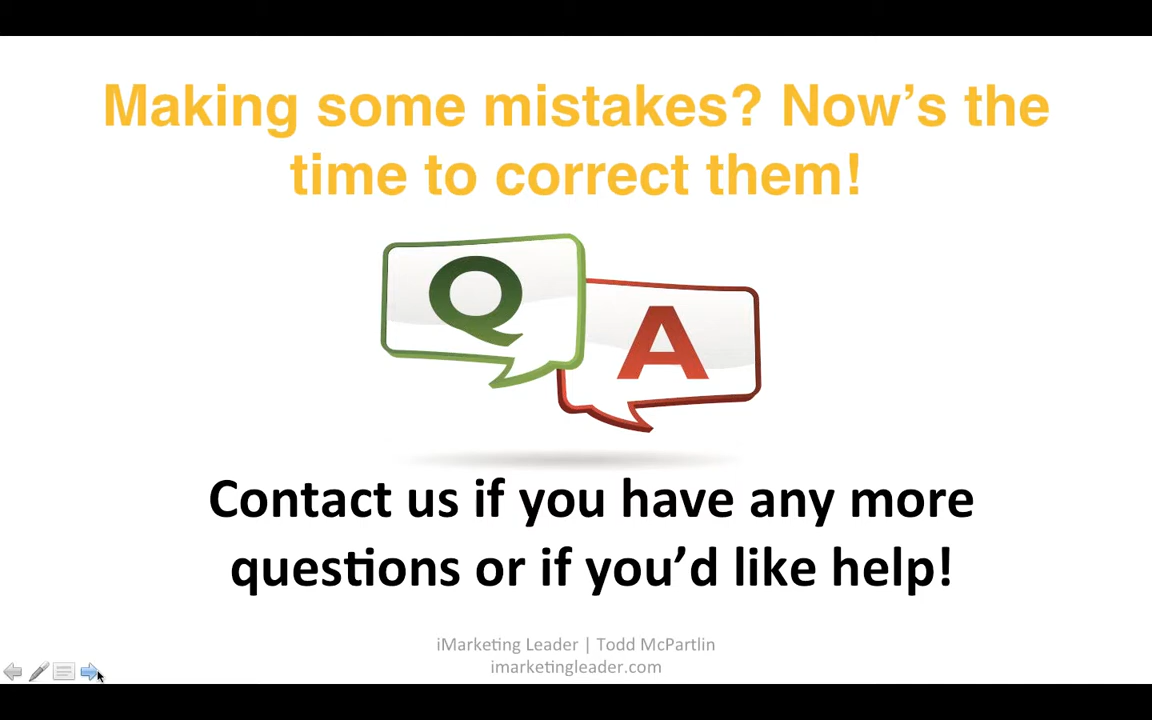 Making some mistakes? Now’s the
time to correct them!
Q
A
Contact us if you have any more
questions or if you’d like help!
iMarketing Leader | Todd McPartlin
imarketingleader.com